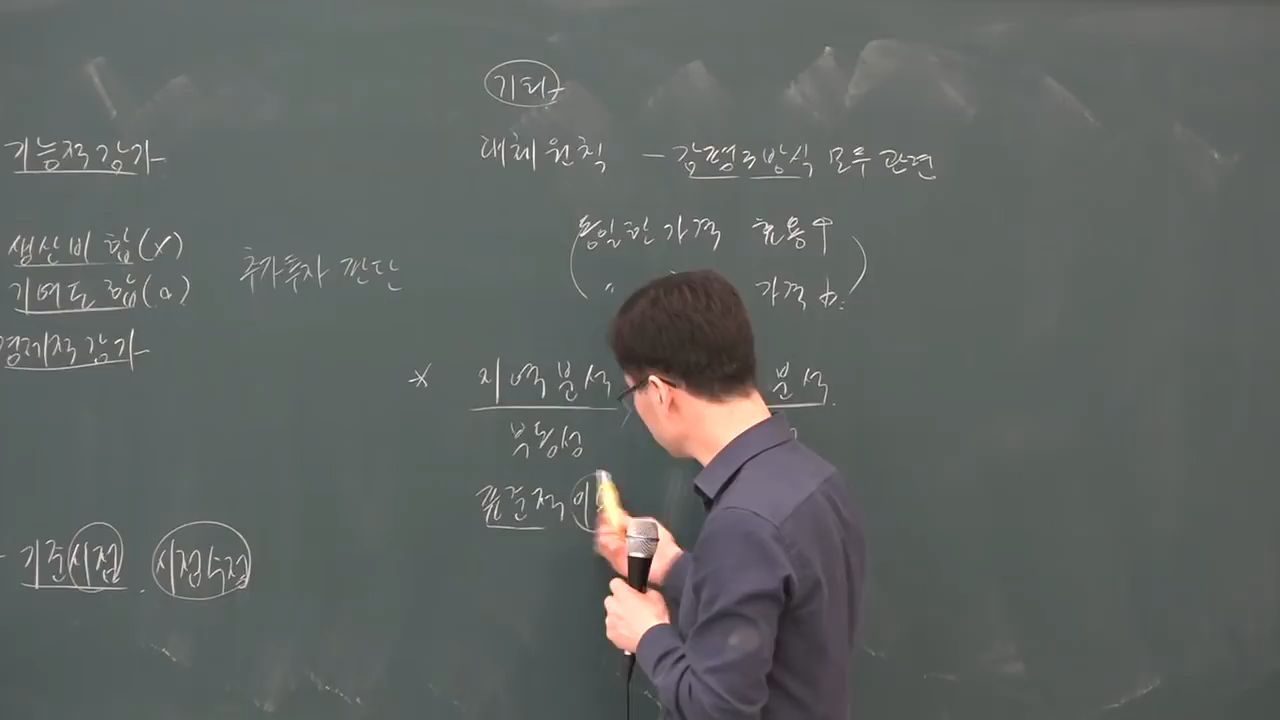 기능적 감가
생산비 합(x)
기여도 합(o)
추가투자 판단
경제적 감가
기준시점. 시점수정
기타
대체원칙 - 감평3방식 모두 관련
(동일한 가격 효용↑
" 가격↓.)
* 지역분석 분석.
부동성
표준적 이